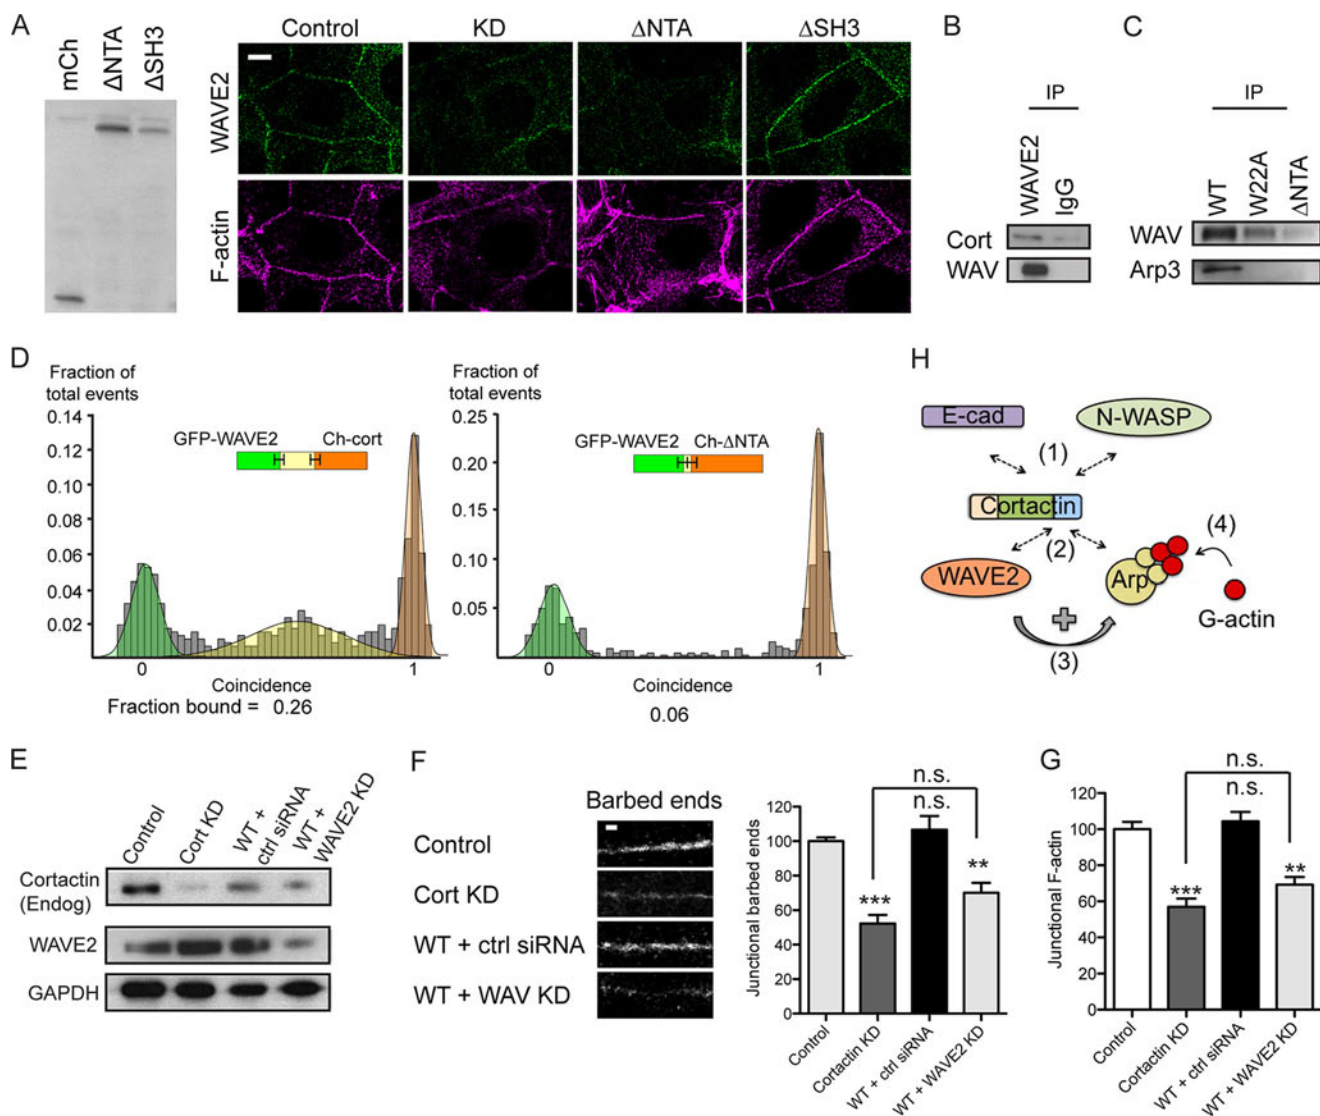 A
mCh
ΔNTA
ΔSH3
Control
KD
ΔNTA
ΔSH3
WAVE2
F-actin
B
IP
WAVE2
IgG
Cort
WAV
C
IP
WT
W22A
ΔNTA
WAV
Arp3
D
Fraction of
total events
0.14
0.12
0.10
0.08
0.06
0.04
0.02
GFP-WAVE2
Ch-cort
0
1
Coincidence
Fraction bound = 0.26
Fraction of
total events
0.25
0.20
0.15
0.10
0.05
GFP-WAVE2
Ch-ΔNTA
0
1
Coincidence
0.06
H
E-cad
N-WASP
(1)
Cortactin
(2)
(4)
WAVE2
Arp
G-actin
(3)
E
Control
Cort KD
WT +
ctrl siRNA
WT +
WAVE2 KD
Cortactin
(Endog)
WAVE2
GAPDH
F
Barbed ends
Control
Cort KD
WT + ctrl siRNA
WT + WAV KD
Junctional barbed ends
120
100
80
60
40
20
0
n.s.
n.s.
***
**
Control
Cortactin KD
WT + ctrl siRNA
WT + WAVE2 KD
G
Junctional F-actin
120
100
80
60
40
20
0
n.s.
n.s.
***
**
Control
Cortactin KD
WT + ctrl siRNA
WT + WAVE2 KD